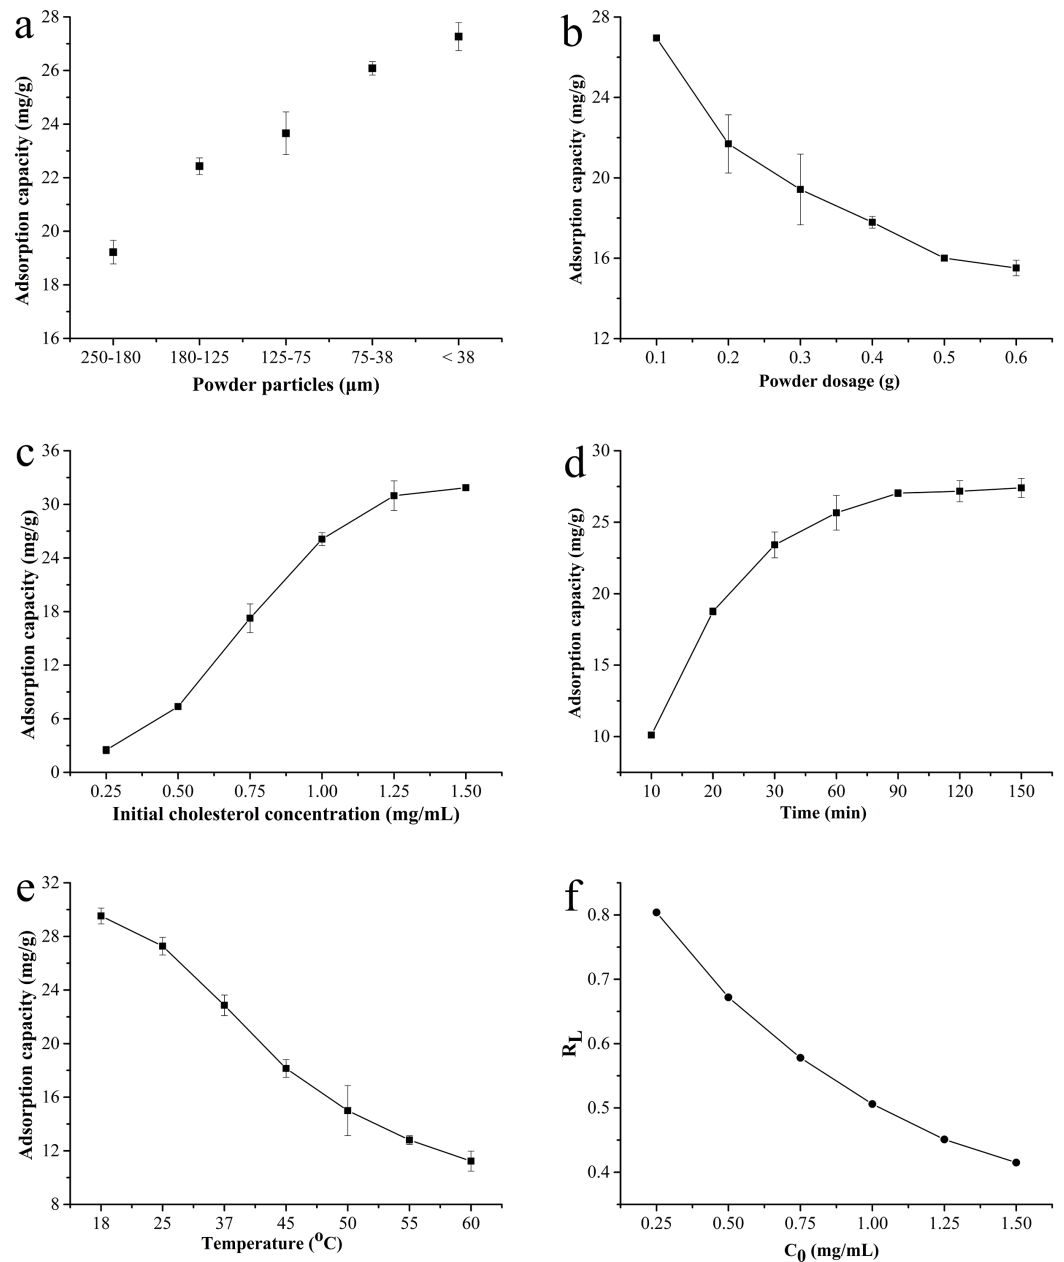 a
28
26
24
22
20
18
16
Adsorption capacity (mg/g)
250-180 180-125 125-75 75-38 < 38
Powder particles (μm)
b
28
24
20
16
12
Adsorption capacity (mg/g)
0.1 0.2 0.3 0.4 0.5 0.6
Powder dosage (g)
c
36
30
24
18
12
6
0
Adsorption capacity (mg/g)
0.25 0.50 0.75 1.00 1.25 1.50
Initial cholesterol concentration (mg/mL)
d
30
25
20
15
10
Adsorption capacity (mg/g)
10 20 30 60 90 120 150
Time (min)
e
32
28
24
20
16
12
8
Adsorption capacity (mg/g)
18 25 37 45 50 55 60
Temperature (°C)
f
0.8
0.7
0.6
0.5
0.4
RL
0.25 0.50 0.75 1.00 1.25 1.50
C0 (mg/mL)